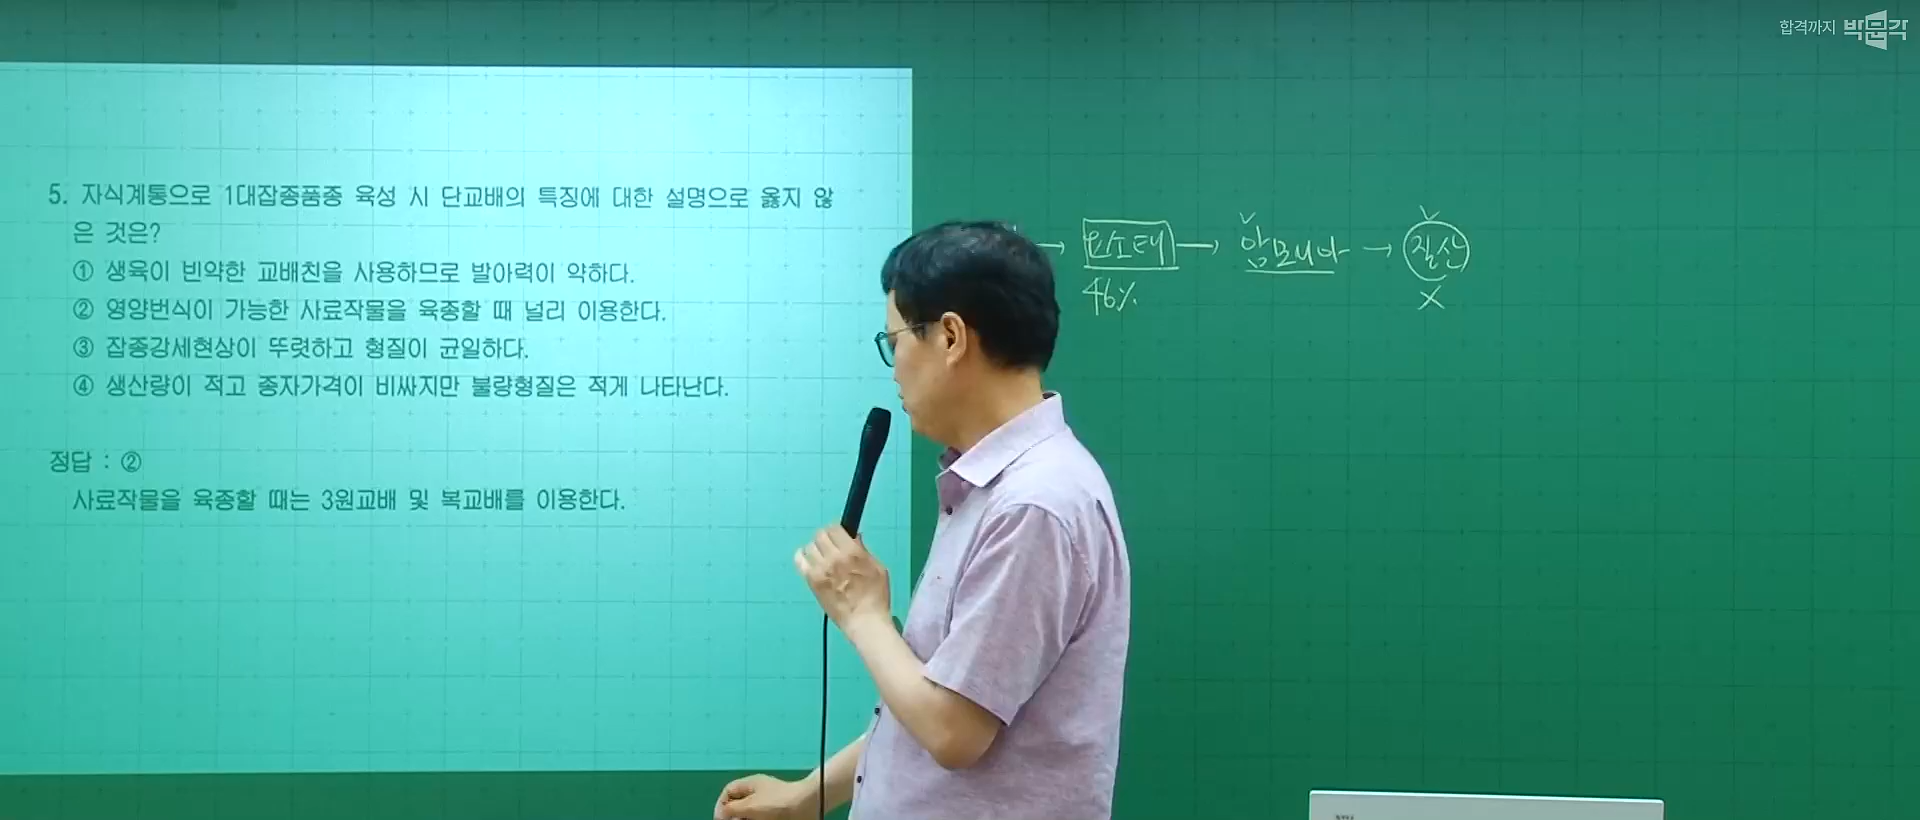 합격까지 박문각
5. 자식계통으로 1대잡종품종 육성 시 단교배의 특징에 대한 설명으로 옳지 않
은 것은?
① 생육이 빈약한 교배친을 사용하므로 발아력이 약하다.
② 영양번식이 가능한 사료작물을 육종할 때 널리 이용한다.
③ 잡종강세현상이 뚜렷하고 형질이 균일하다.
④ 생산량이 적고 종자가격이 비싸지만 불량형질은 적게 나타난다.
정답 : ②
사료작물을 육종할 때는 3원교배 및 복교배를 이용한다.
→ 요소태 → 암모니아 → 질산
46% X